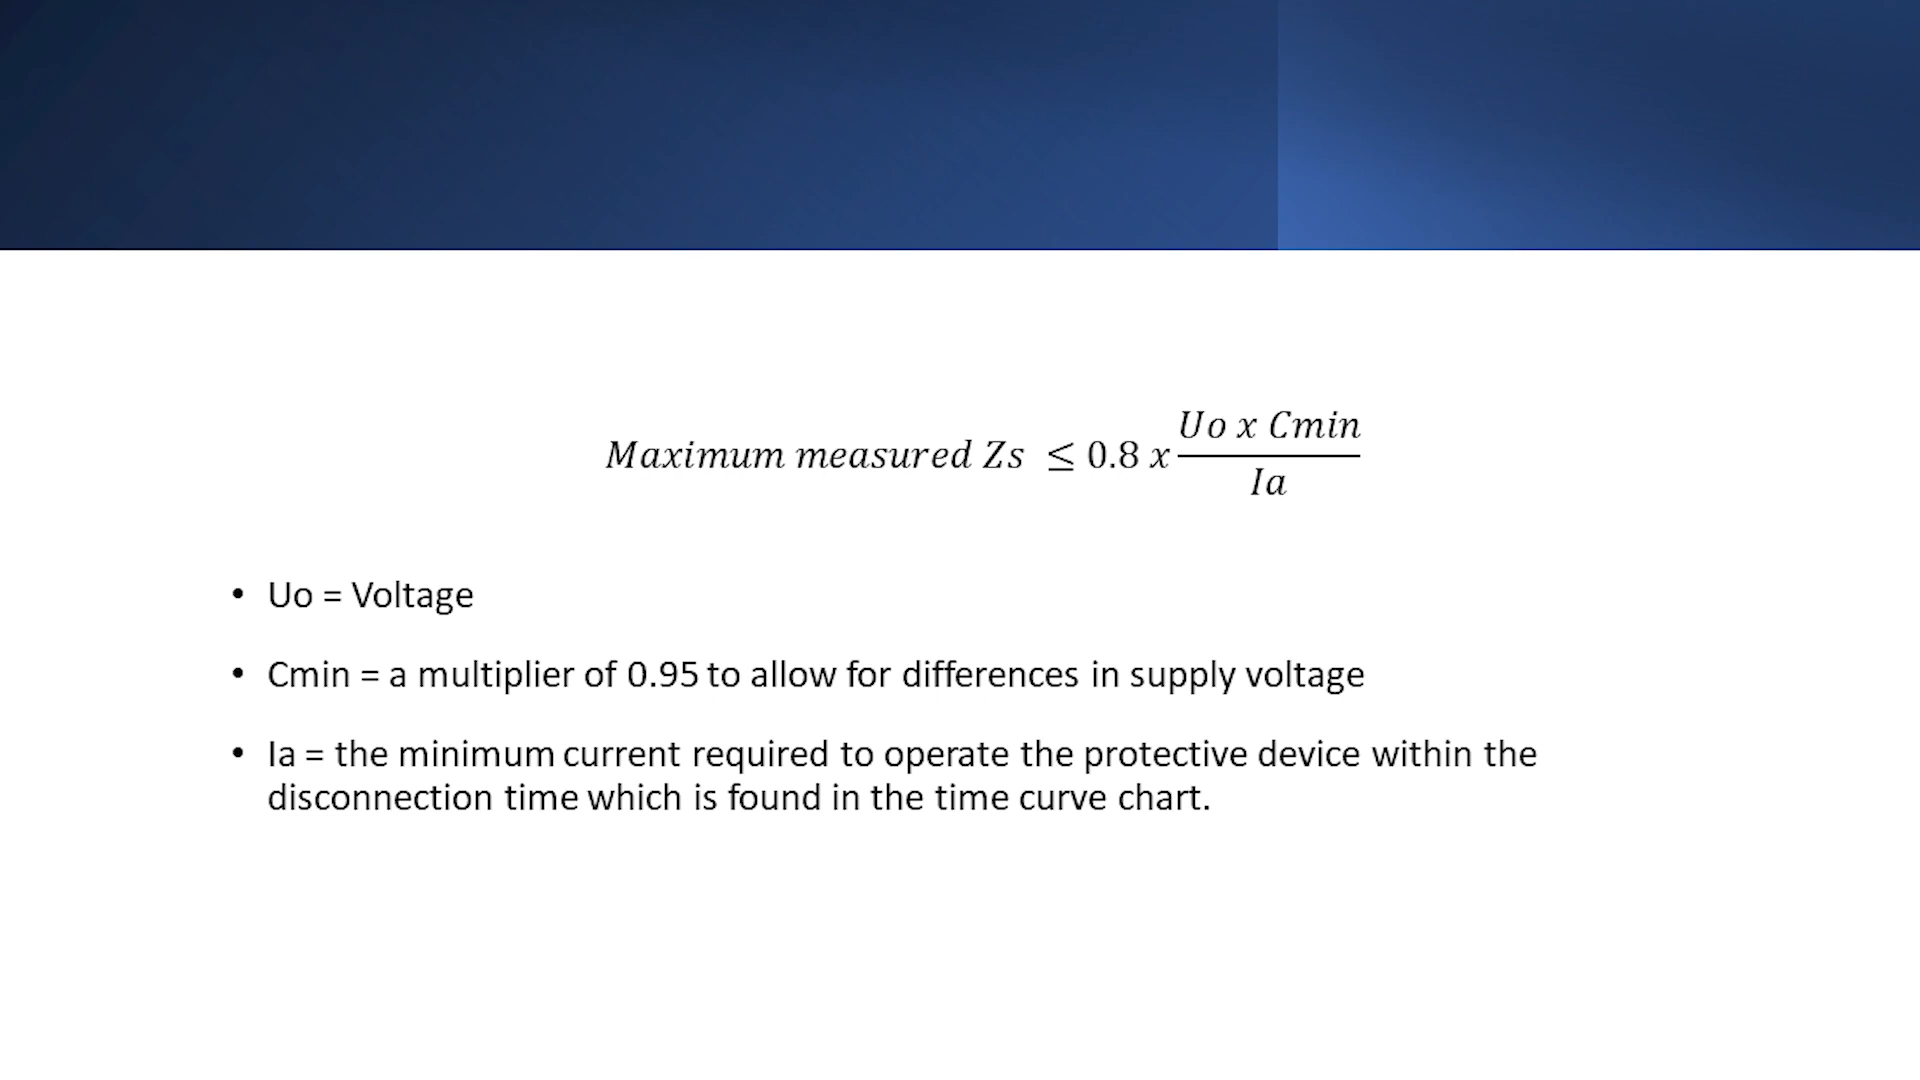 Maximum measured Zs ≤ 0.8 x Uo x Cmin / Ia
• Uo = Voltage
• Cmin = a multiplier of 0.95 to allow for differences in supply voltage
• Ia = the minimum current required to operate the protective device within the
disconnection time which is found in the time curve chart.